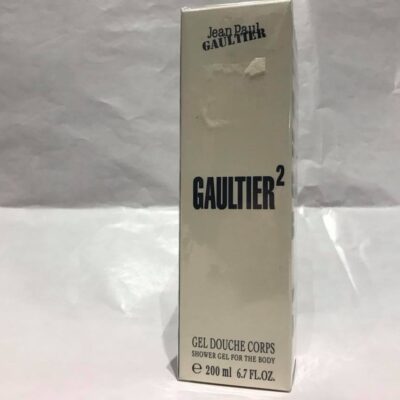 Jean Paul
GAULTIER
GAULTIER²
GEL DOUCHE CORPS
SHOWER GEL FOR THE BODY
℮ 200 ml 6.7 FL.OZ.